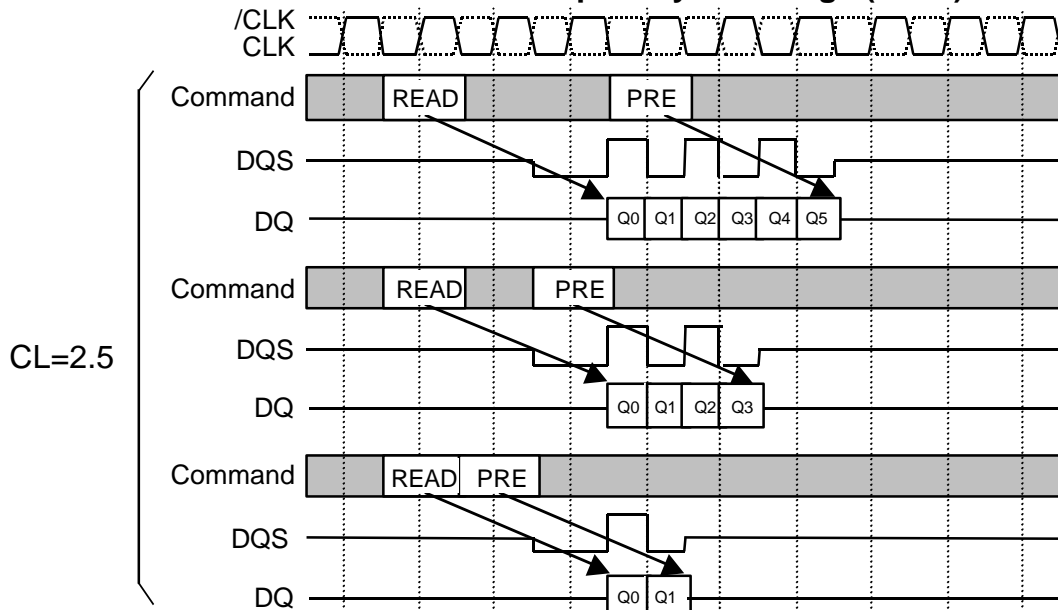 /CLK
CLK
Command READ PRE
DQS
DQ Q0 Q1 Q2 Q3 Q4 Q5
Command READ PRE
DQS
CL=2.5
DQ Q0 Q1 Q2 Q3
Command READ PRE
DQS
DQ Q0 Q1